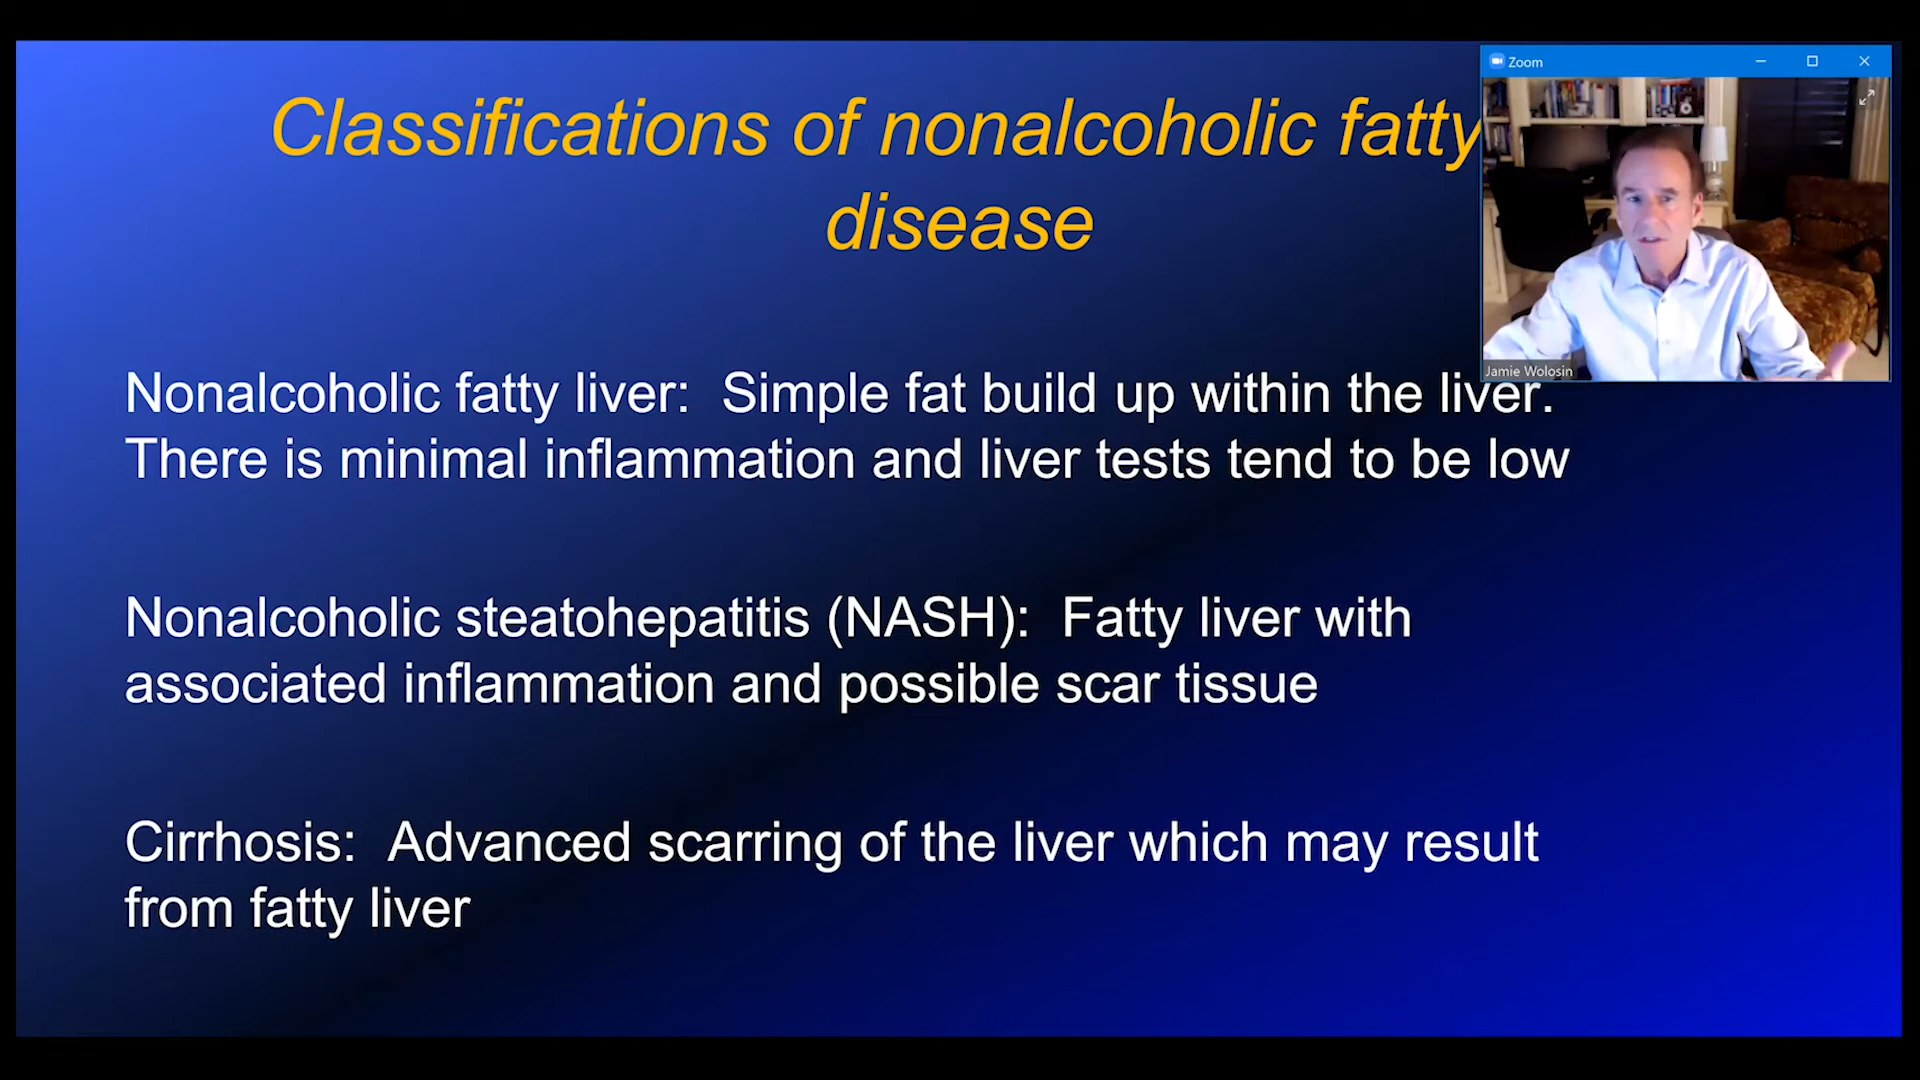 Classifications of nonalcoholic fatty
disease
Zoom
Jamie Wolosin
Nonalcoholic fatty liver: Simple fat build up within the liver.
There is minimal inflammation and liver tests tend to be low
Nonalcoholic steatohepatitis (NASH): Fatty liver with
associated inflammation and possible scar tissue
Cirrhosis: Advanced scarring of the liver which may result
from fatty liver